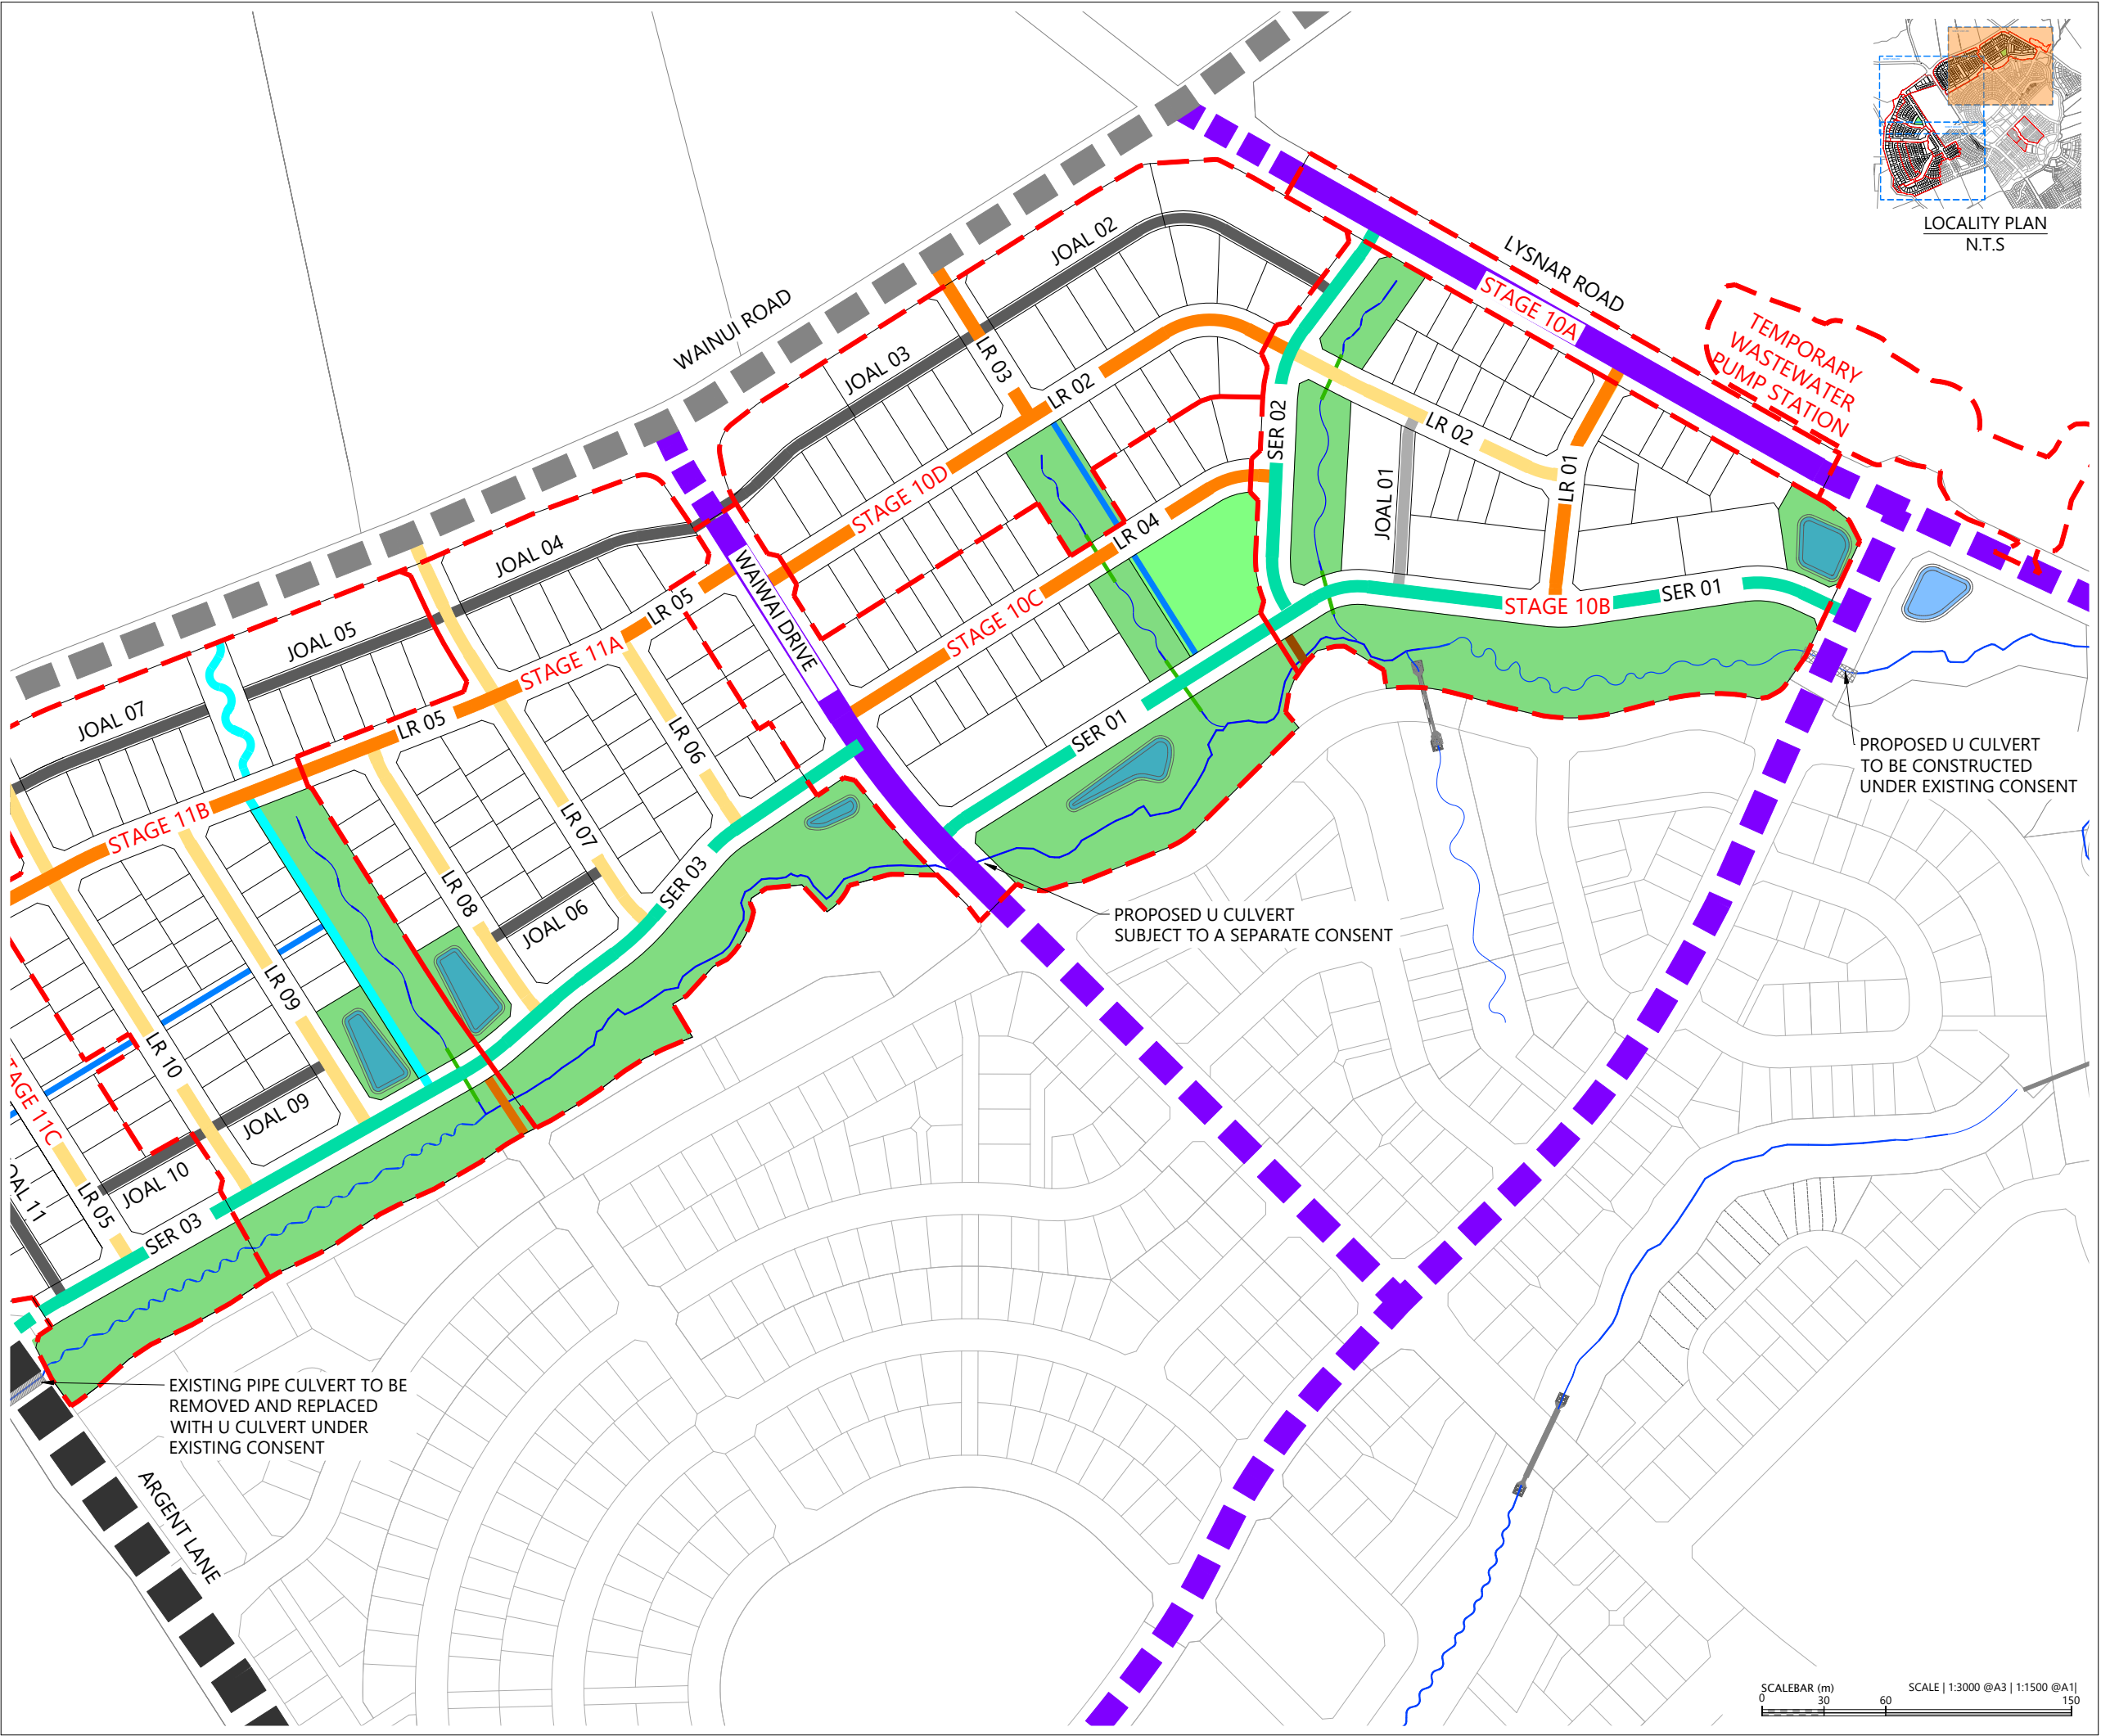 LOCALITY PLAN
N.T.S
WAINUI ROAD
LYSNAR ROAD
STAGE 10A
TEMPORARY
WASTEWATER
PUMP STATION
JOAL 02
JOAL 03
LR 03
LR 02
SER 02
LR 02
LR 01
JOAL 01
STAGE 10D
LR 04
STAGE 10C
STAGE 10B
SER 01
JOAL 04
WAIWAI DRIVE
LR 05
STAGE 11A
JOAL 05
LR 05
JOAL 07
LR 06
SER 01
LR 07
STAGE 11B
LR 08
JOAL 06
SER 03
PROPOSED U CULVERT
TO BE CONSTRUCTED
UNDER EXISTING CONSENT
PROPOSED U CULVERT
SUBJECT TO A SEPARATE CONSENT
LR 09
LR 10
JOAL 09
TAGE 11C
JOAL 10
LR 05
OAL 11
SER 03
EXISTING PIPE CULVERT TO BE
REMOVED AND REPLACED
WITH U CULVERT UNDER
EXISTING CONSENT
ARGENT LANE
SCALEBAR (m)
SCALE | 1:3000 @A3 | 1:1500 @A1|
0 30 60 150